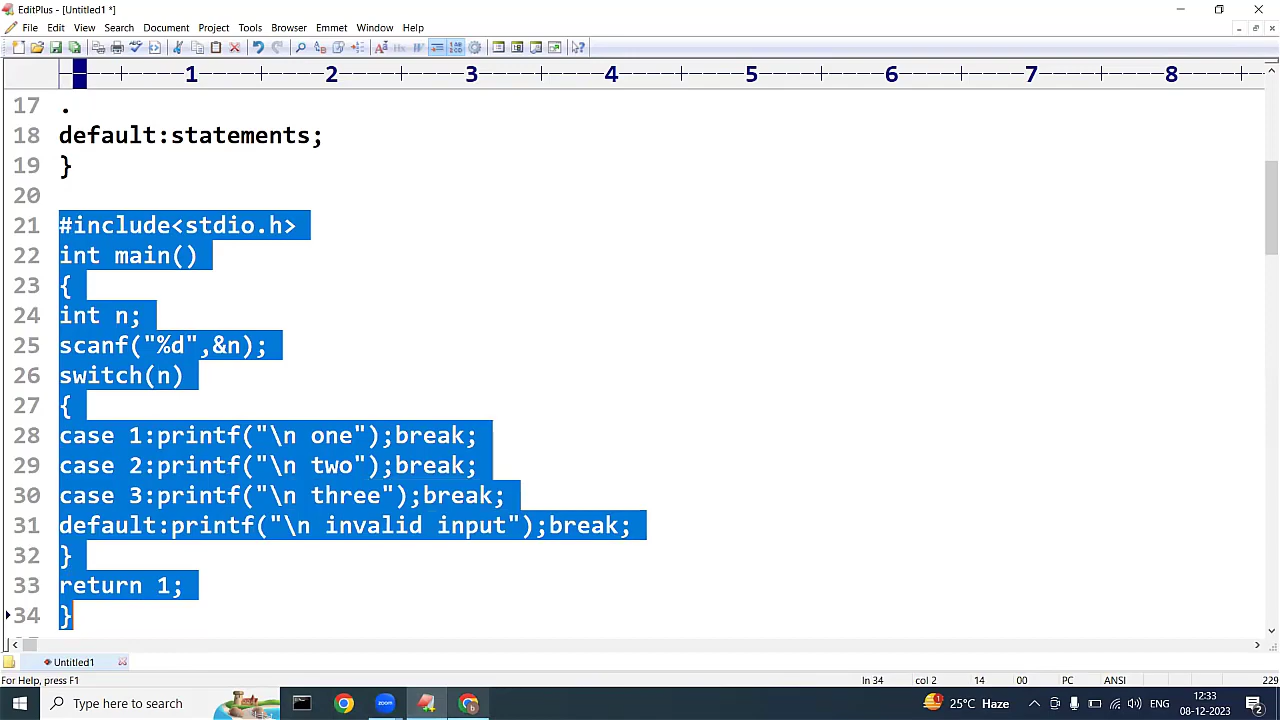 EditPlus - [Untitled1 *]
File Edit View Search Document Project Tools Browser Emmet Window Help
1 2 3 4 5 6 7 8
17 .
18 default:statements;
19 }
20
21 #include<stdio.h>
22 int main()
23 {
24 int n;
25 scanf("%d",&n);
26 switch(n)
27 {
28 case 1:printf("\n one");break;
29 case 2:printf("\n two");break;
30 case 3:printf("\n three");break;
31 default:printf("\n invalid input");break;
32 }
33 return 1;
34 }
Untitled1
For Help, press F1 ln 34 col 2 14 00 PC ANSI 229
Type here to search zoom 25°C Haze ENG 12:33
08-12-2023 2